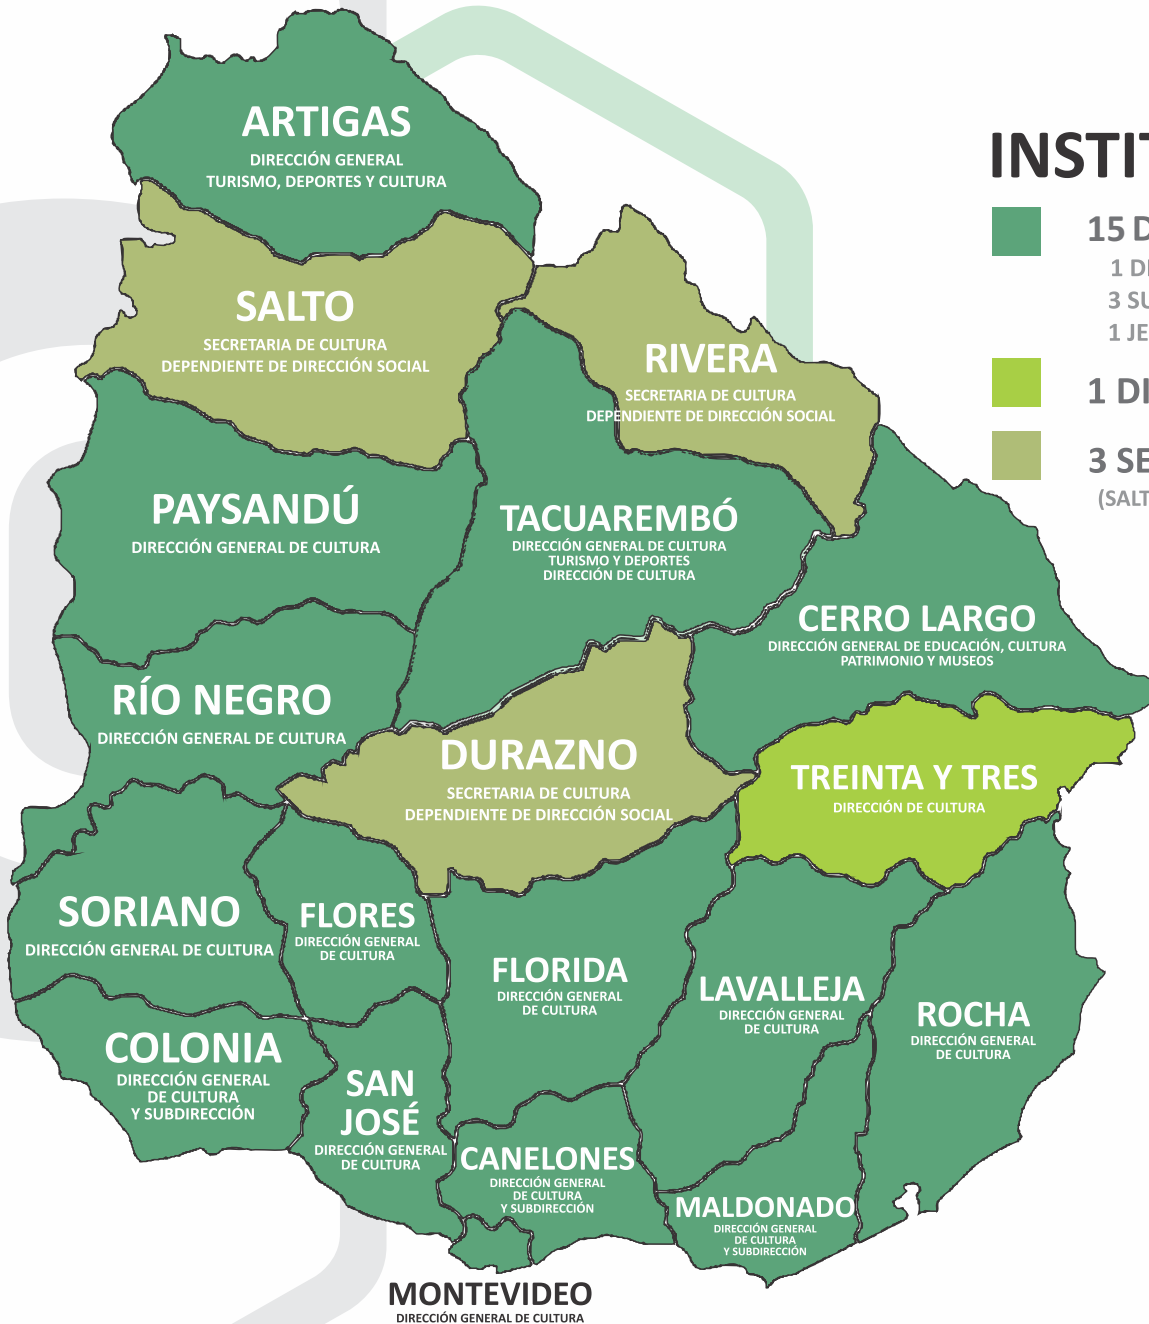 ARTIGAS
DIRECCIÓN GENERAL
TURISMO, DEPORTES Y CULTURA
SALTO
SECRETARIA DE CULTURA
DEPENDIENTE DE DIRECCIÓN SOCIAL
RIVERA
SECRETARIA DE CULTURA
DEPENDIENTE DE DIRECCIÓN SOCIAL
PAYSANDÚ
DIRECCIÓN GENERAL DE CULTURA
TACUAREMBÓ
DIRECCIÓN GENERAL DE CULTURA
TURISMO Y DEPORTES
DIRECCIÓN DE CULTURA
CERRO LARGO
DIRECCIÓN GENERAL DE EDUCACIÓN, CULTURA
PATRIMONIO Y MUSEOS
RÍO NEGRO
DIRECCIÓN GENERAL DE CULTURA
DURAZNO
SECRETARIA DE CULTURA
DEPENDIENTE DE DIRECCIÓN SOCIAL
TREINTA Y TRES
DIRECCIÓN DE CULTURA
SORIANO
DIRECCIÓN GENERAL DE CULTURA
FLORES
DIRECCIÓN GENERAL
DE CULTURA
FLORIDA
DIRECCIÓN GENERAL
DE CULTURA
LAVALLEJA
DIRECCIÓN GENERAL
DE CULTURA
ROCHA
DIRECCIÓN GENERAL
DE CULTURA
COLONIA
DIRECCIÓN GENERAL
DE CULTURA
Y SUBDIRECCIÓN
SAN
JOSÉ
DIRECCIÓN GENERAL
DE CULTURA
CANELONES
DIRECCIÓN GENERAL
DE CULTURA
Y SUBDIRECCIÓN
MALDONADO
DIRECCIÓN GENERAL
DE CULTURA
Y SUBDIRECCIÓN
MONTEVIDEO
DIRECCIÓN GENERAL DE CULTURA
INSTIT
15 D
1 DI
3 SU
1 JE
1 DI
3 SE
(SALT